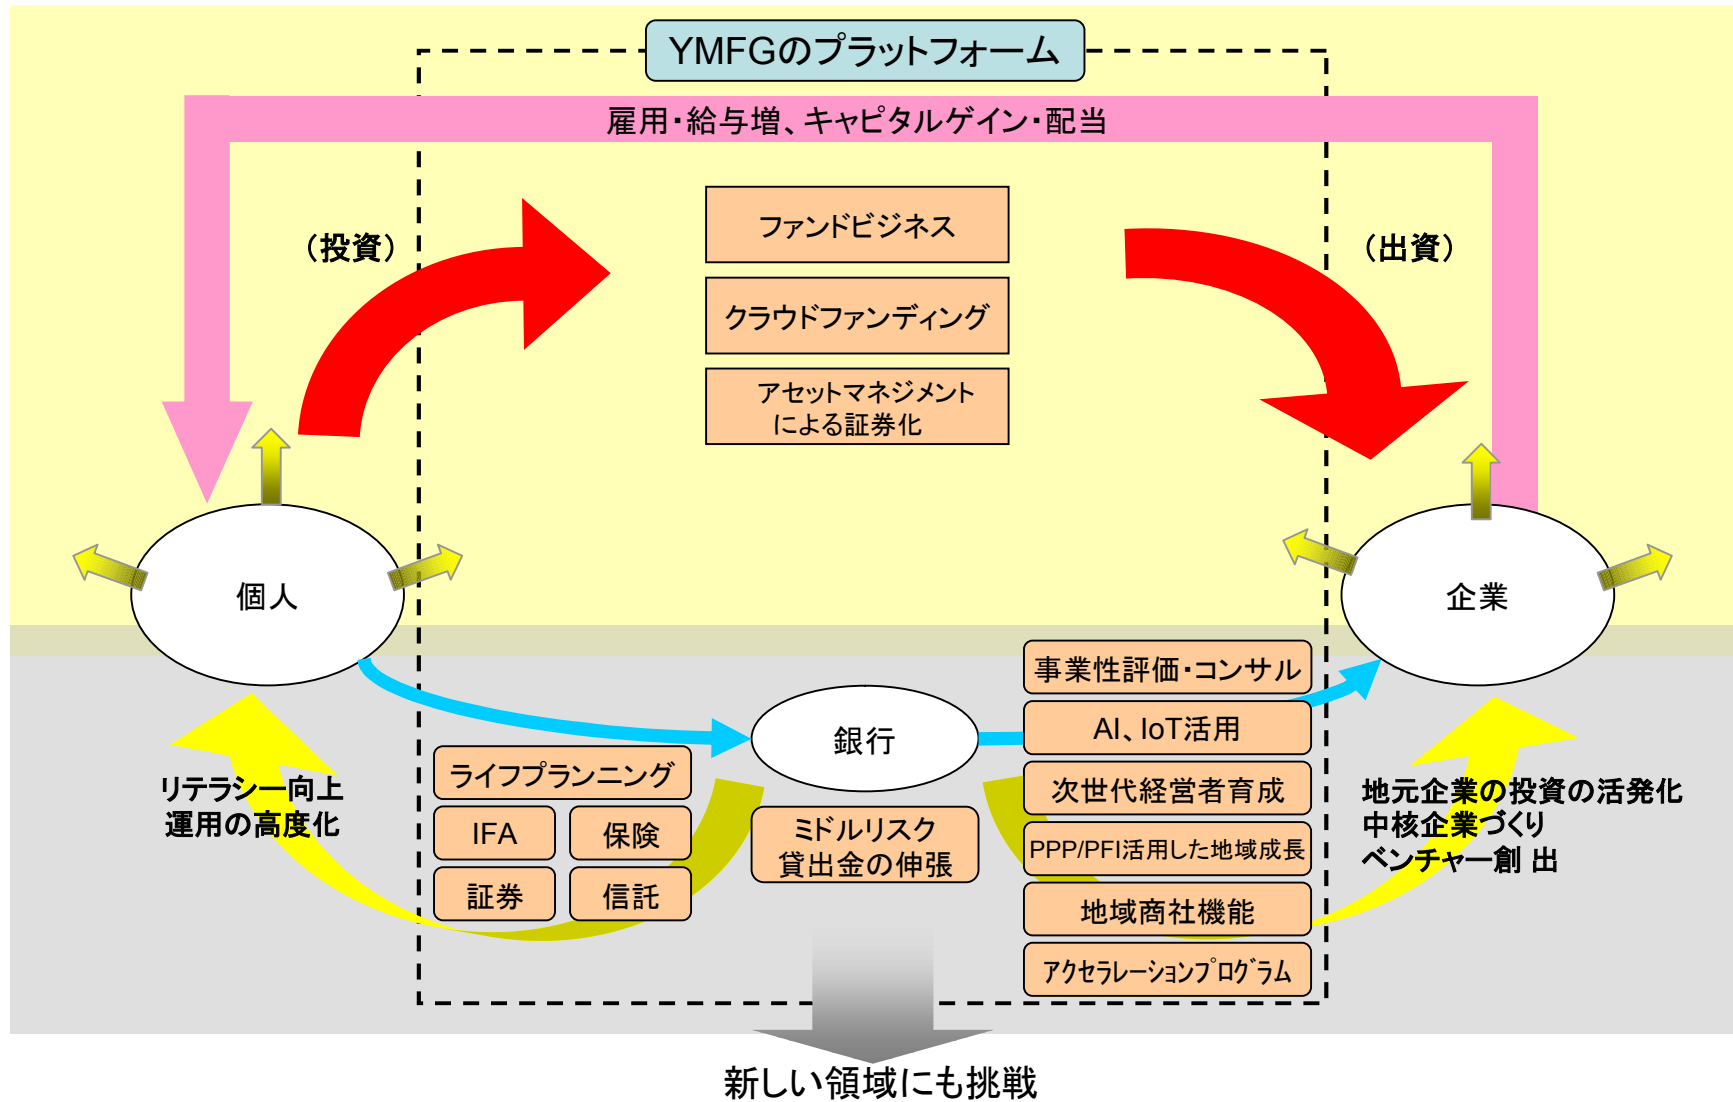 YMFGのプラットフォーム
雇用・給与増、キャピタルゲイン・配当
（投資）
ファンドビジネス
（出資）
クラウドファンディング
アセットマネジメント
による証券化
個人
企業
事業性評価・コンサル
銀行
AI、IoT活用
ライフプランニング
次世代経営者育成
リテラシー向上
運用の高度化
IFA
保険
ミドルリスク
貸出金の伸張
PPP/PFI活用した地域成長
地元企業の投資の活発化
中核企業づくり
ベンチャー創 出
証券
信託
地域商社機能
アクセラレーションプログラム
新しい領域にも挑戦